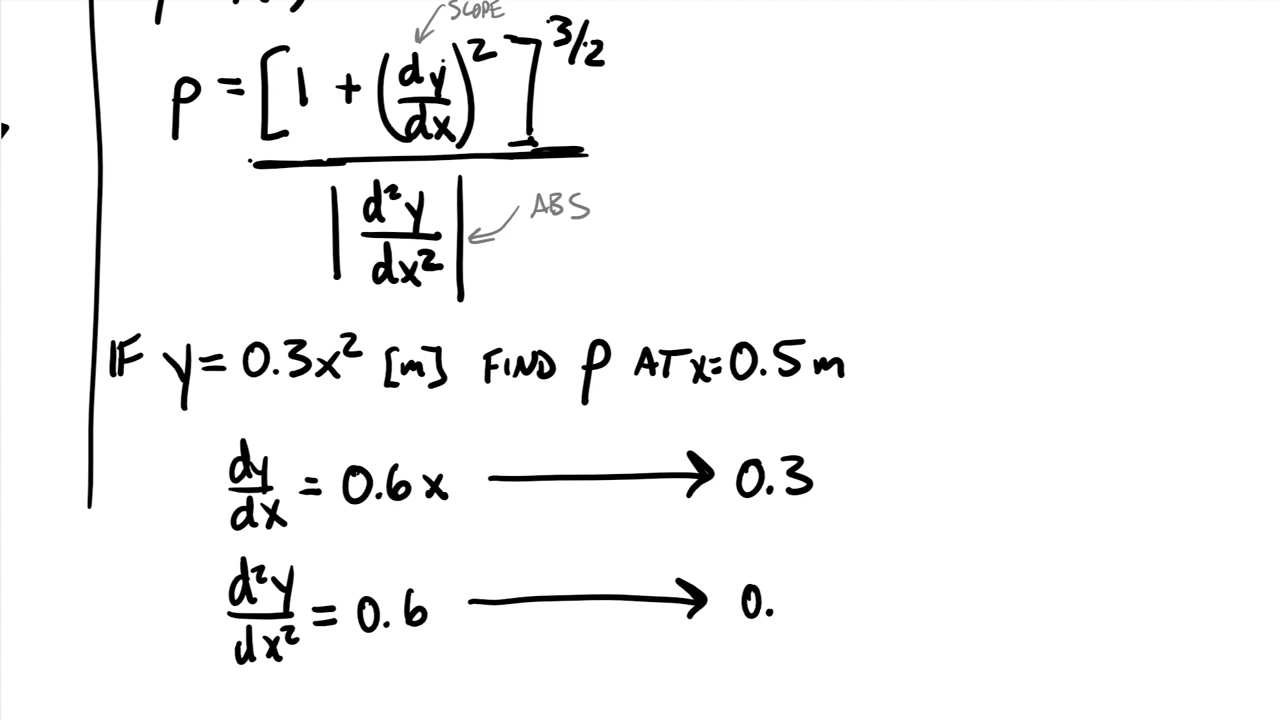 SCOPE
ρ = [1 + (dy/dx)²]^3/2
|d²y/dx²|
ABS
IF y = 0.3x² [m] FIND ρ AT x = 0.5 m
dy/dx = 0.6x → 0.3
d²y/dx² = 0.6 → 0.